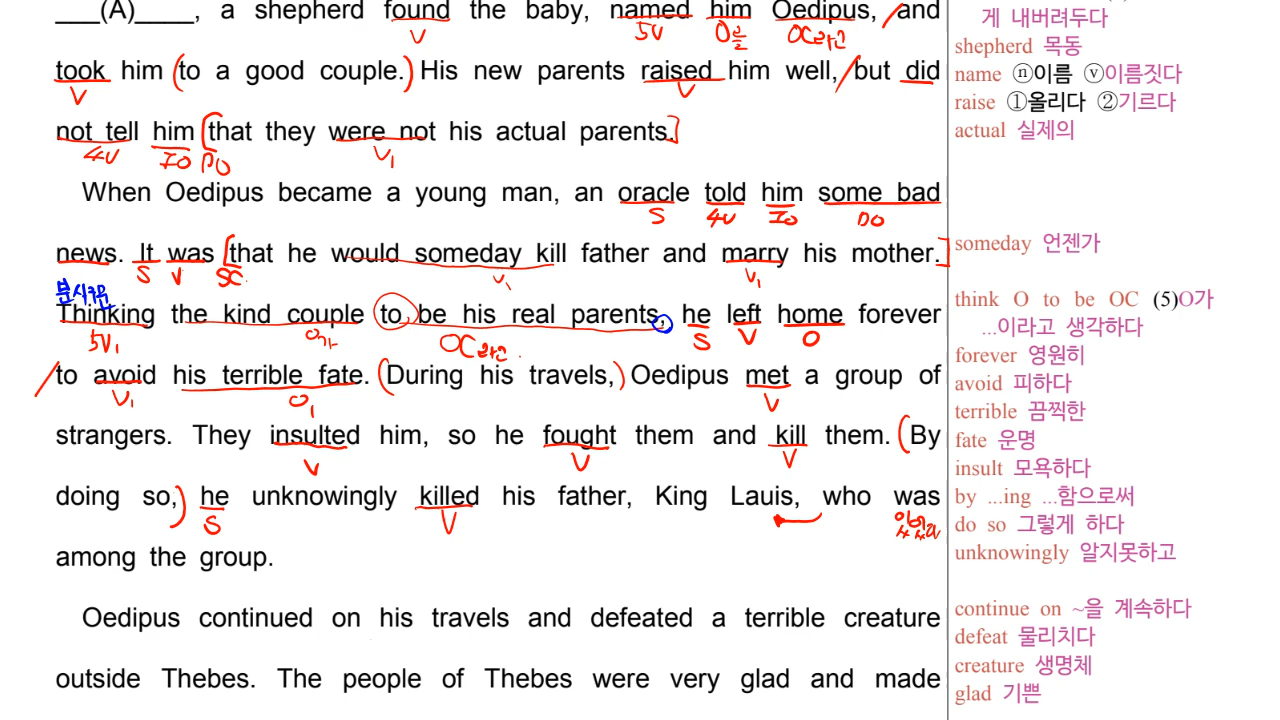 ___(A)____, a shepherd found the baby, named him Oedipus, and
V 5V O를 OC라고
took him (to a good couple.) His new parents raised him well, but did
V V
not tell him [that they were not his actual parents.]
4V IO DO V1
When Oedipus became a young man, an oracle told him some bad
S 4V IO DO
news. It was [that he would someday kill father and marry his mother.]
S V SC V1 V1
분사구문
Thinking the kind couple to be his real parents, he left home forever
5V1 O가 OC라고 S V O
to avoid his terrible fate. (During his travels,) Oedipus met a group of
V1 O1 V
strangers. They insulted him, so he fought them and kill them. (By
V V V
doing so,) he unknowingly killed his father, King Lauis, who was
S V 있었다
among the group.
Oedipus continued on his travels and defeated a terrible creature
outside Thebes. The people of Thebes were very glad and made
게 내버려두다
shepherd 목동
name ⓝ이름 ⓥ이름짓다
raise ①올리다 ②기르다
actual 실제의
someday 언젠가
think O to be OC (5)O가
...이라고 생각하다
forever 영원히
avoid 피하다
terrible 끔찍한
fate 운명
insult 모욕하다
by ...ing ...함으로써
do so 그렇게 하다
unknowingly 알지못하고
continue on ~을 계속하다
defeat 물리치다
creature 생명체
glad 기쁜